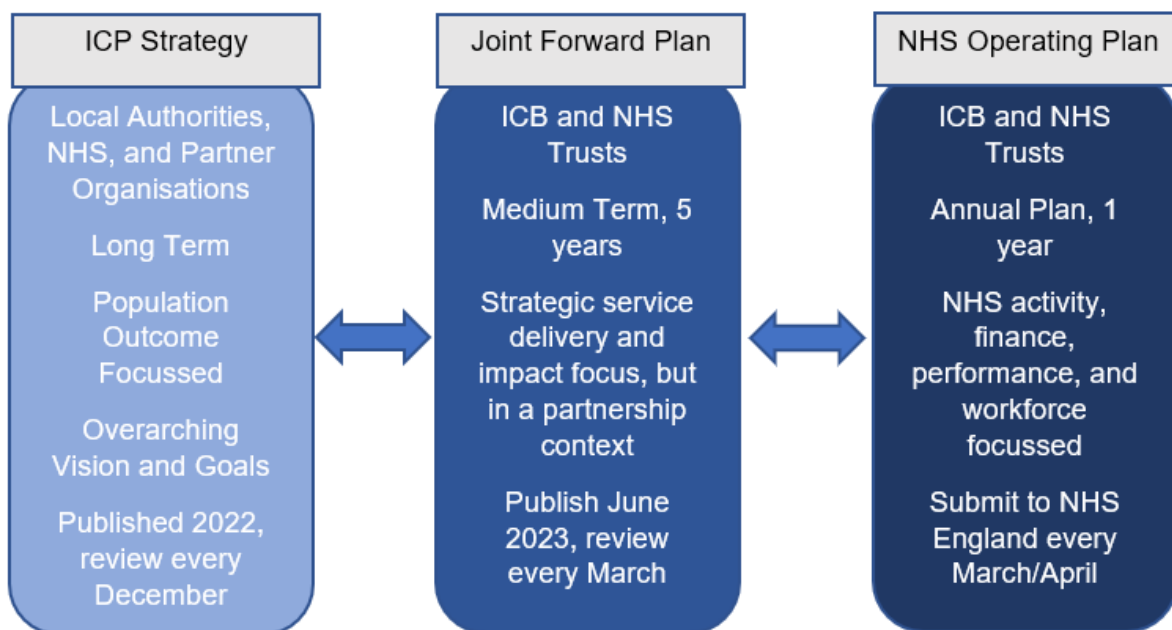 ICP Strategy
Local Authorities,
NHS, and Partner
Organisations
Long Term
Population
Outcome
Focussed
Overarching
Vision and Goals
Published 2022,
review every
December
Joint Forward Plan
ICB and NHS
Trusts
Medium Term, 5
years
Strategic service
delivery and
impact focus, but
in a partnership
context
Publish June
2023, review
every March
NHS Operating Plan
ICB and NHS
Trusts
Annual Plan, 1
year
NHS activity,
finance,
performance, and
workforce
focussed
Submit to NHS
England every
March/April